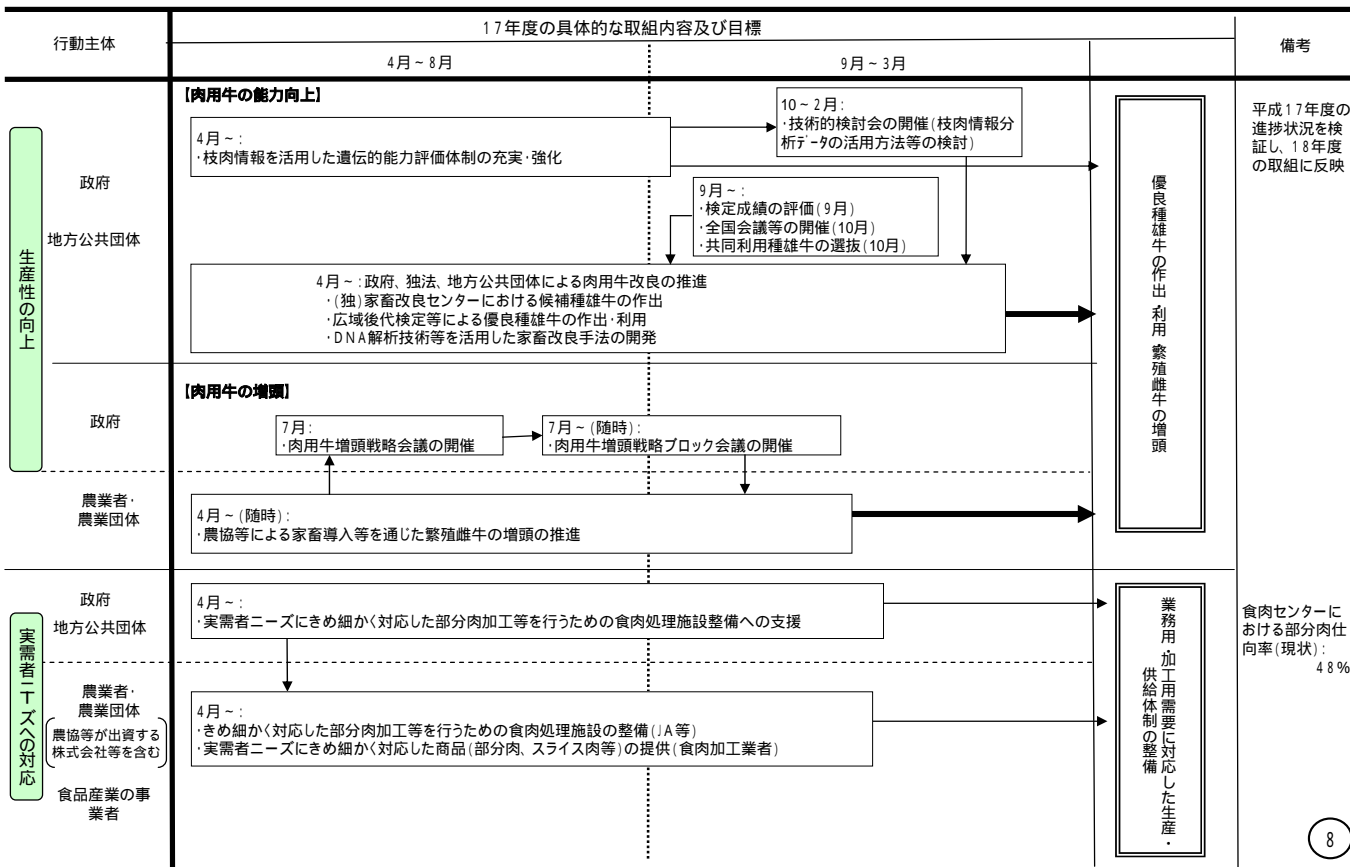 行動主体
17年度の具体的な取組内容及び目標
備考
4月～8月
9月～3月
生産性の向上
政府
地方公共団体
【肉用牛の能力向上】
4月～:
・枝肉情報を活用した遺伝的能力評価体制の充実・強化
10～2月:
・技術的検討会の開催(枝肉情報分
析データの活用方法等の検討)
9月～:
・検定成績の評価(9月)
・全国会議等の開催(10月)
・共同利用種雄牛の選抜(10月)
4月～:政府、独法、地方公共団体による肉用牛改良の推進
・(独)家畜改良センターにおける候補種雄牛の作出
・広域後代検定等による優良種雄牛の作出・利用
・DNA解析技術等を活用した家畜改良手法の開発
優良種雄牛の作出・利用 繁殖雌牛の増頭
平成17年度の
進捗状況を検
証し、18年度
の取組に反映
政府
【肉用牛の増頭】
7月:
・肉用牛増頭戦略会議の開催
7月～(随時):
・肉用牛増頭戦略ブロック会議の開催
農業者・
農業団体
4月～(随時):
・農協等による家畜導入等を通じた繁殖雌牛の増頭の推進
実需者ニーズへの対応
政府
地方公共団体
4月～:
・実需者ニーズにきめ細かく対応した部分肉加工等を行うための食肉処理施設整備への支援
農業者・
農業団体
農協等が出資する
株式会社等を含む
食品産業の事
業者
4月～:
・きめ細かく対応した部分肉加工等を行うための食肉処理施設の整備(JA等)
・実需者ニーズにきめ細かく対応した商品(部分肉、スライス肉等)の提供(食肉加工業者)
業務用・加工用需要に対応した生産・
供給体制の整備
食肉センターに
おける部分肉仕
向率(現状):
48%
8